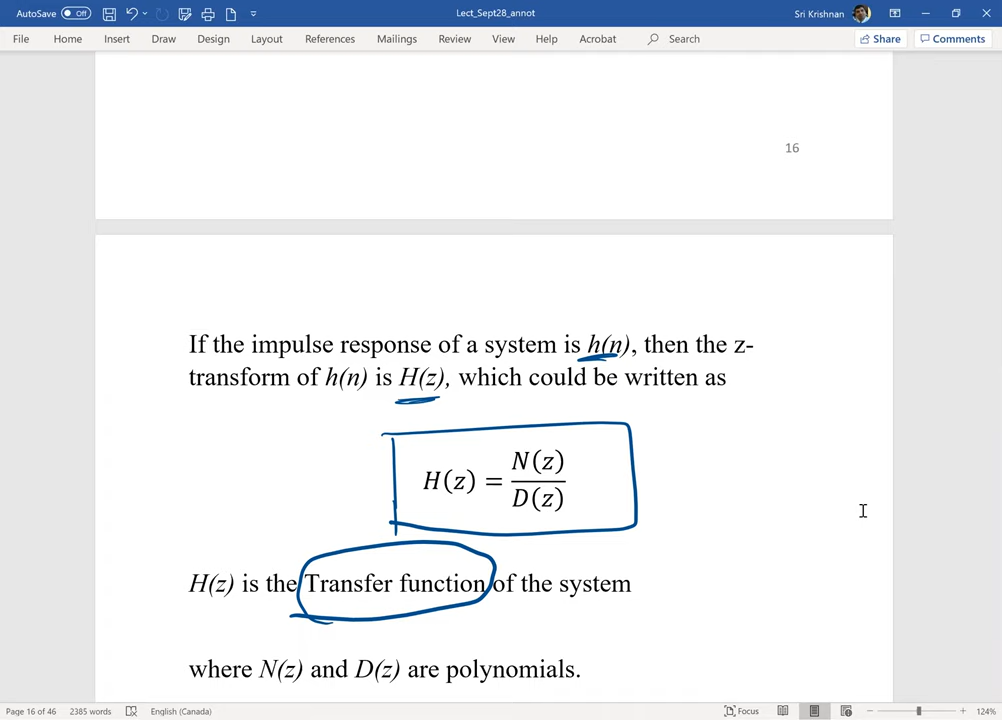 AutoSave Off Lect_Sept28_annot Sri Krishnan
File Home Insert Draw Design Layout References Mailings Review View Help Acrobat Search Share Comments
16
If the impulse response of a system is h(n), then the z-
transform of h(n) is H(z), which could be written as
H(z) = N(z)/D(z)
H(z) is the Transfer function of the system
where N(z) and D(z) are polynomials.
Page 16 of 46 2385 words English (Canada) Focus 124%